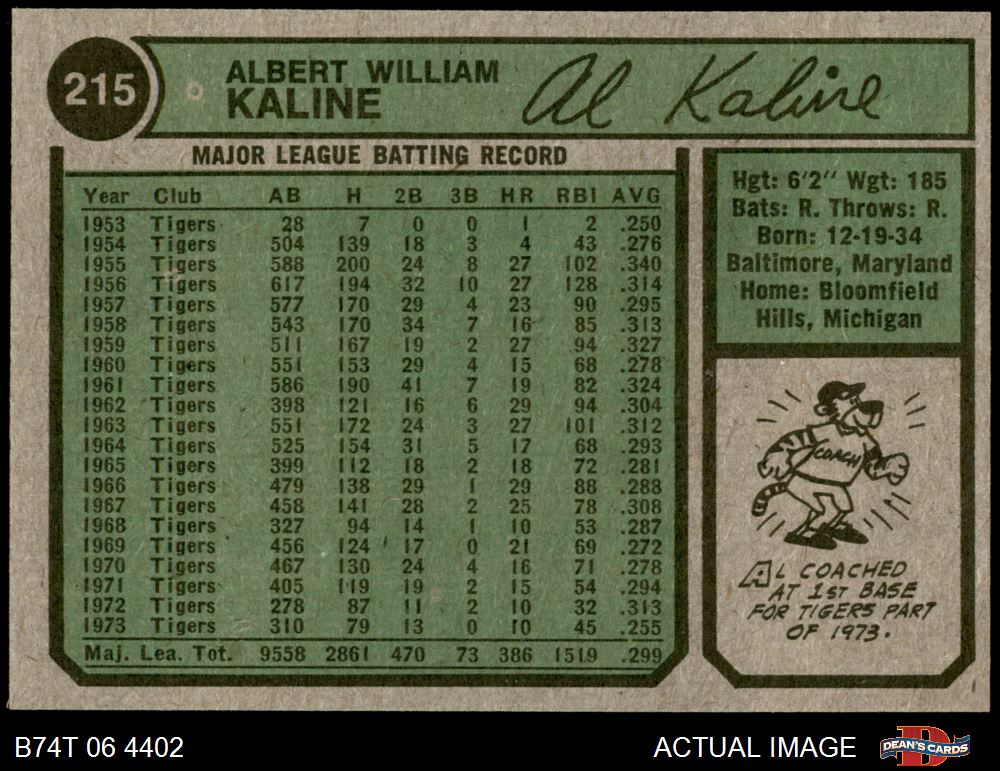 215
ALBERT WILLIAM
KALINE
Al Kaline
MAJOR LEAGUE BATTING RECORD
Year Club AB H 2B 3B HR RBI AVG
1953 Tigers 28 7 0 0 1 2 .250
1954 Tigers 504 139 18 3 4 43 .276
1955 Tigers 588 200 24 8 27 102 .340
1956 Tigers 617 194 32 10 27 128 .314
1957 Tigers 577 170 29 4 23 90 .295
1958 Tigers 543 170 34 7 16 85 .313
1959 Tigers 511 167 19 2 27 94 .327
1960 Tigers 551 153 29 4 15 68 .278
1961 Tigers 586 190 41 7 19 82 .324
1962 Tigers 398 121 16 6 29 94 .304
1963 Tigers 551 172 24 3 27 101 .312
1964 Tigers 525 154 31 5 17 68 .293
1965 Tigers 399 112 18 2 18 72 .281
1966 Tigers 479 138 29 1 29 88 .288
1967 Tigers 458 141 28 2 25 78 .308
1968 Tigers 327 94 14 1 10 53 .287
1969 Tigers 456 124 17 0 21 69 .272
1970 Tigers 467 130 24 4 16 71 .278
1971 Tigers 405 119 19 2 15 54 .294
1972 Tigers 278 87 11 2 10 32 .313
1973 Tigers 310 79 13 0 10 45 .255
Maj. Lea. Tot. 9558 2861 470 73 386 1519 .299
Hgt: 6'2" Wgt: 185
Bats: R. Throws: R.
Born: 12-19-34
Baltimore, Maryland
Home: Bloomfield
Hills, Michigan
COACH
AL COACHED
AT 1ST BASE
FOR TIGERS PART
OF 1973.
B74T 06 4402
ACTUAL IMAGE
DEAN'S CARDS